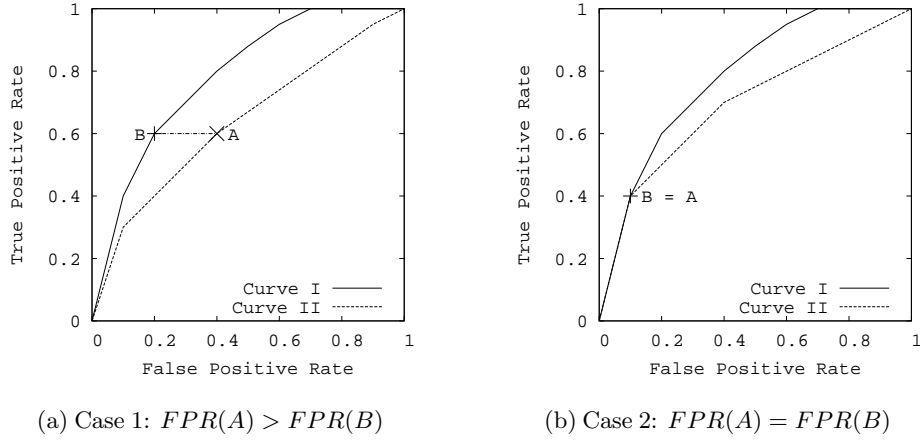 True Positive Rate
1
0.8
0.6
0.4
0.2
0
B
A
Curve I
Curve II
0 0.2 0.4 0.6 0.8 1
False Positive Rate
(a) Case 1: FPR(A) > FPR(B)
True Positive Rate
1
0.8
0.6
0.4
0.2
0
B = A
Curve I
Curve II
0 0.2 0.4 0.6 0.8 1
False Positive Rate
(b) Case 2: FPR(A) = FPR(B)